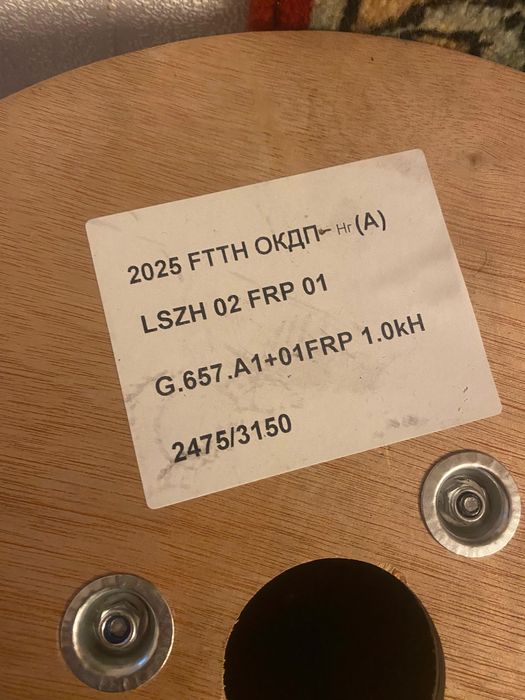 2025 FTTH ОКДП- Нг (А)
LSZH 02 FRP 01
G.657.A1+01FRP 1.0kH
2475/3150